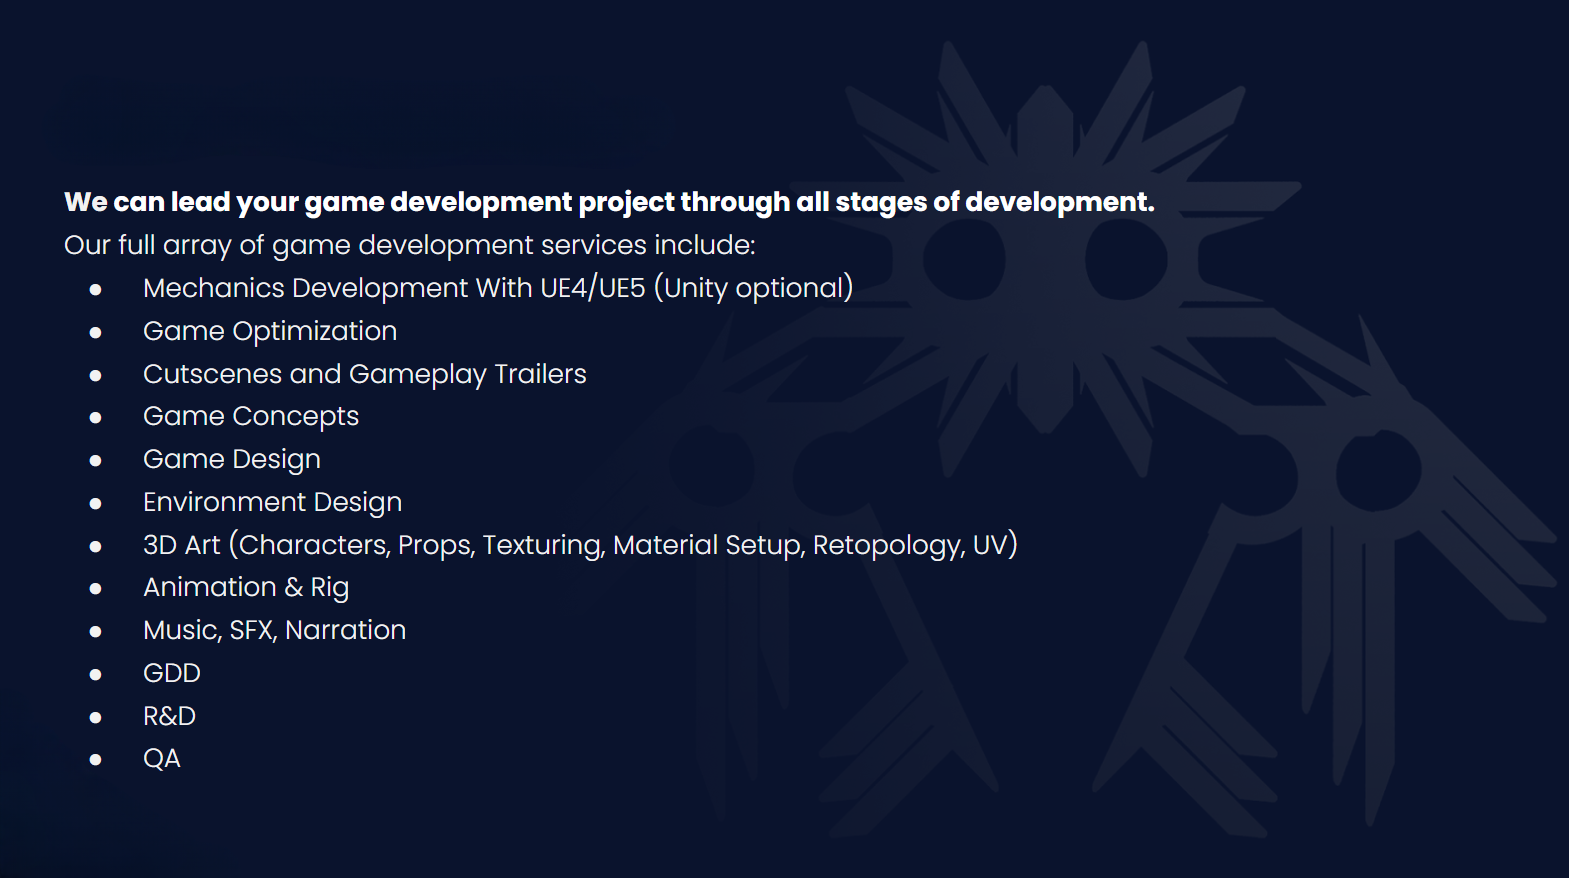 We can lead your game development project through all stages of development.
Our full array of game development services include:
● Mechanics Development With UE4/UE5 (Unity optional)
● Game Optimization
● Cutscenes and Gameplay Trailers
● Game Concepts
● Game Design
● Environment Design
● 3D Art (Characters, Props, Texturing, Material Setup, Retopology, UV)
● Animation & Rig
● Music, SFX, Narration
● GDD
● R&D
● QA